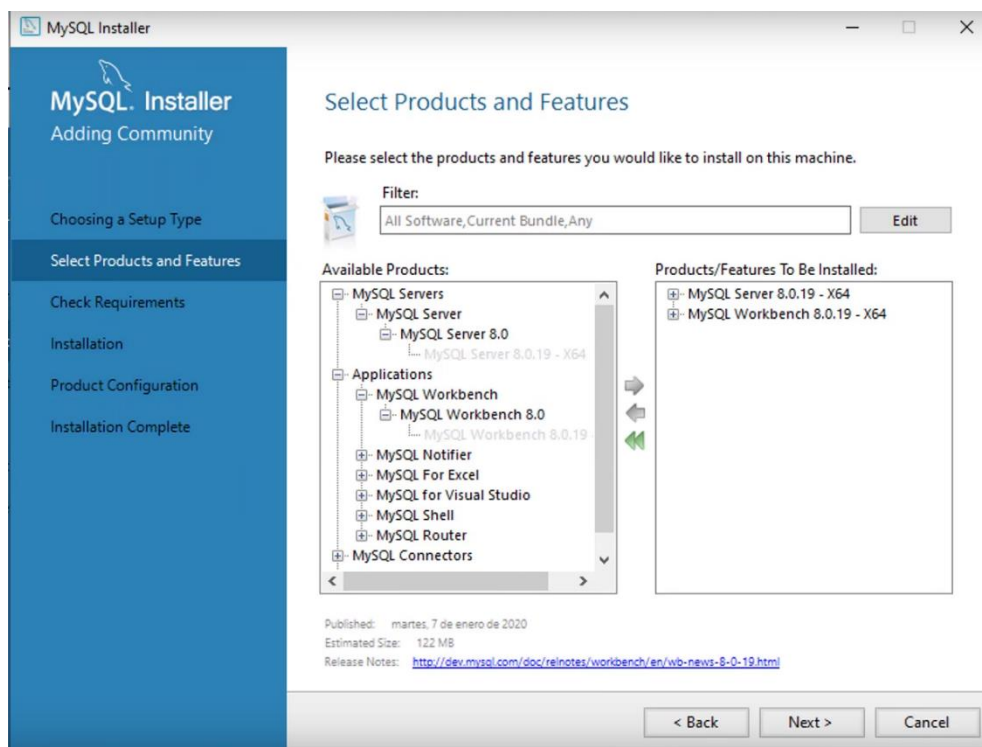 MySQL Installer
MySQL. Installer
Adding Community
Choosing a Setup Type
Select Products and Features
Check Requirements
Installation
Product Configuration
Installation Complete
Select Products and Features
Please select the products and features you would like to install on this machine.
Filter:
All Software,Current Bundle,Any
Edit
Available Products:
MySQL Servers
MySQL Server
MySQL Server 8.0
MySQL Server 8.0.19 - X64
Applications
MySQL Workbench
MySQL Workbench 8.0
MySQL Workbench 8.0.19
MySQL Notifier
MySQL For Excel
MySQL for Visual Studio
MySQL Shell
MySQL Router
MySQL Connectors
Products/Features To Be Installed:
MySQL Server 8.0.19 - X64
MySQL Workbench 8.0.19 - X64
Published: martes, 7 de enero de 2020
Estimated Size: 122 MB
Release Notes: http://dev.mysql.com/doc/relnotes/workbench/en/wb-news-8-0-19.html
< Back
Next >
Cancel